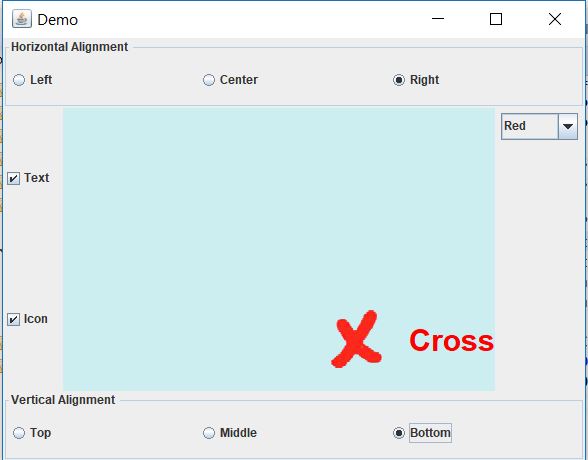 Demo
Horizontal Alignment
Left Center Right
Red
Text
Icon
Cross
Vertical Alignment
Top Middle Bottom